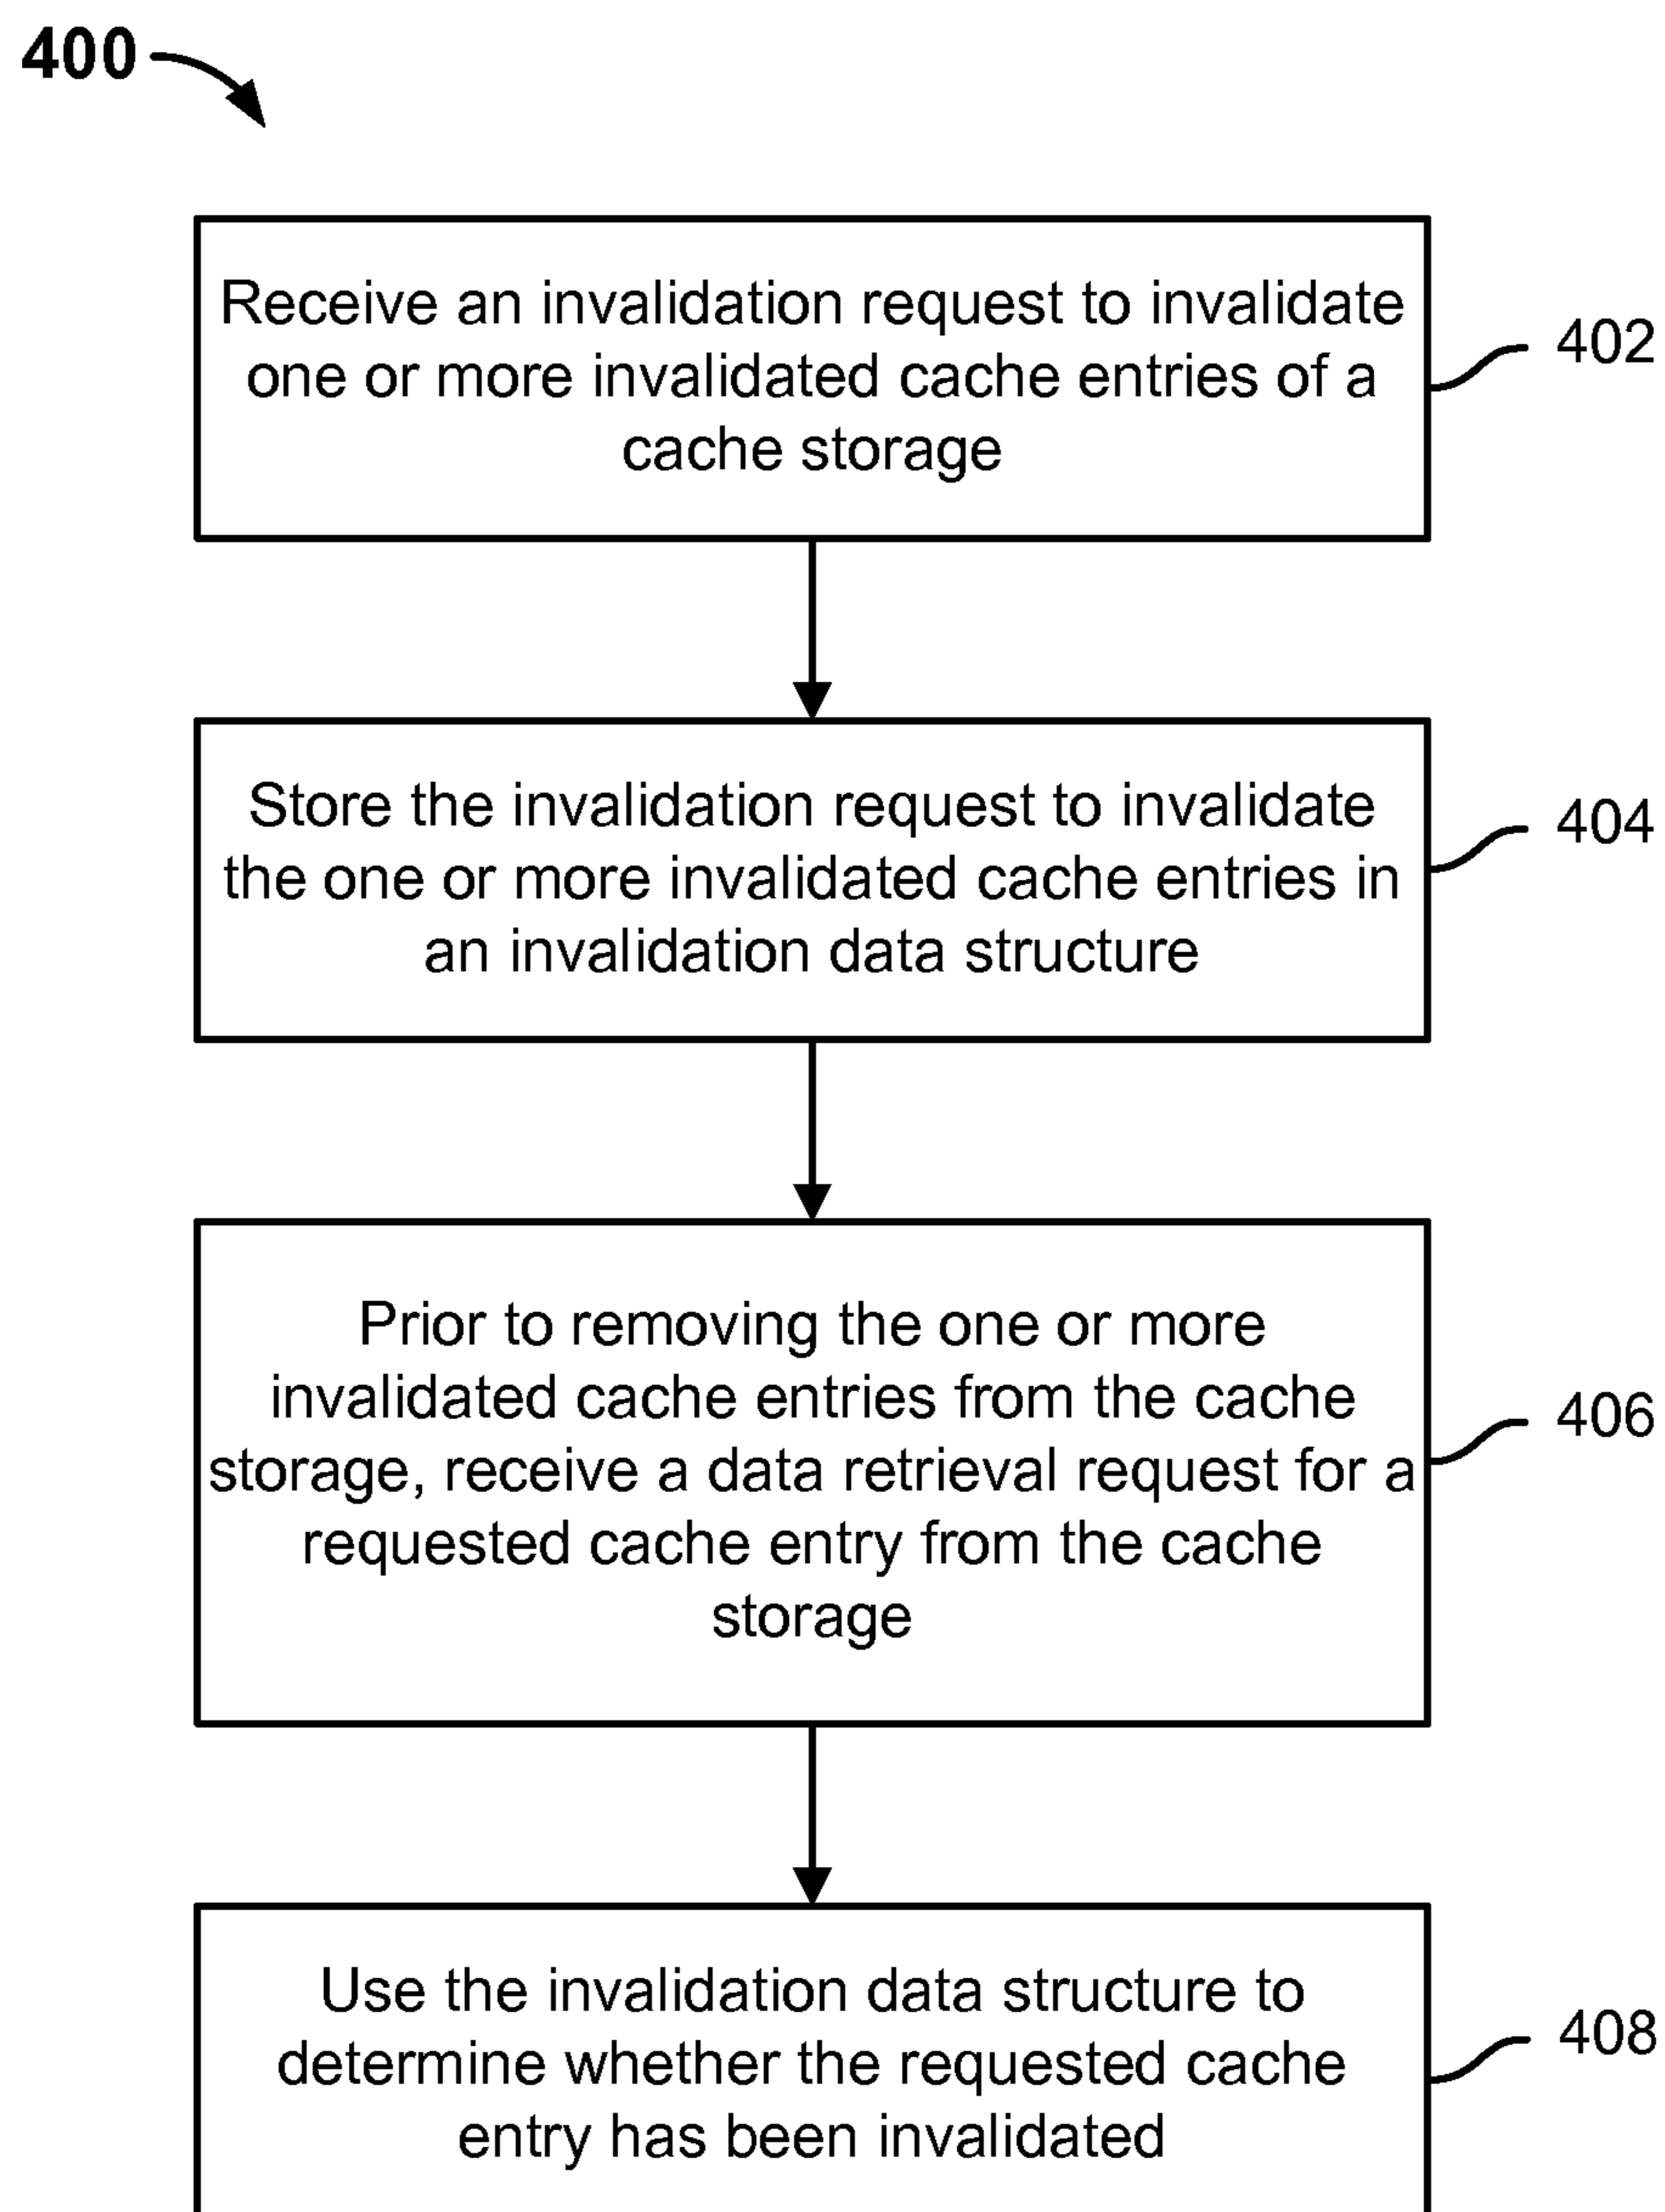 400
Receive an invalidation request to invalidate
one or more invalidated cache entries of a
cache storage
402
Store the invalidation request to invalidate
the one or more invalidated cache entries in
an invalidation data structure
404
Prior to removing the one or more
invalidated cache entries from the cache
storage, receive a data retrieval request for a
requested cache entry from the cache
storage
406
Use the invalidation data structure to
determine whether the requested cache
entry has been invalidated
408